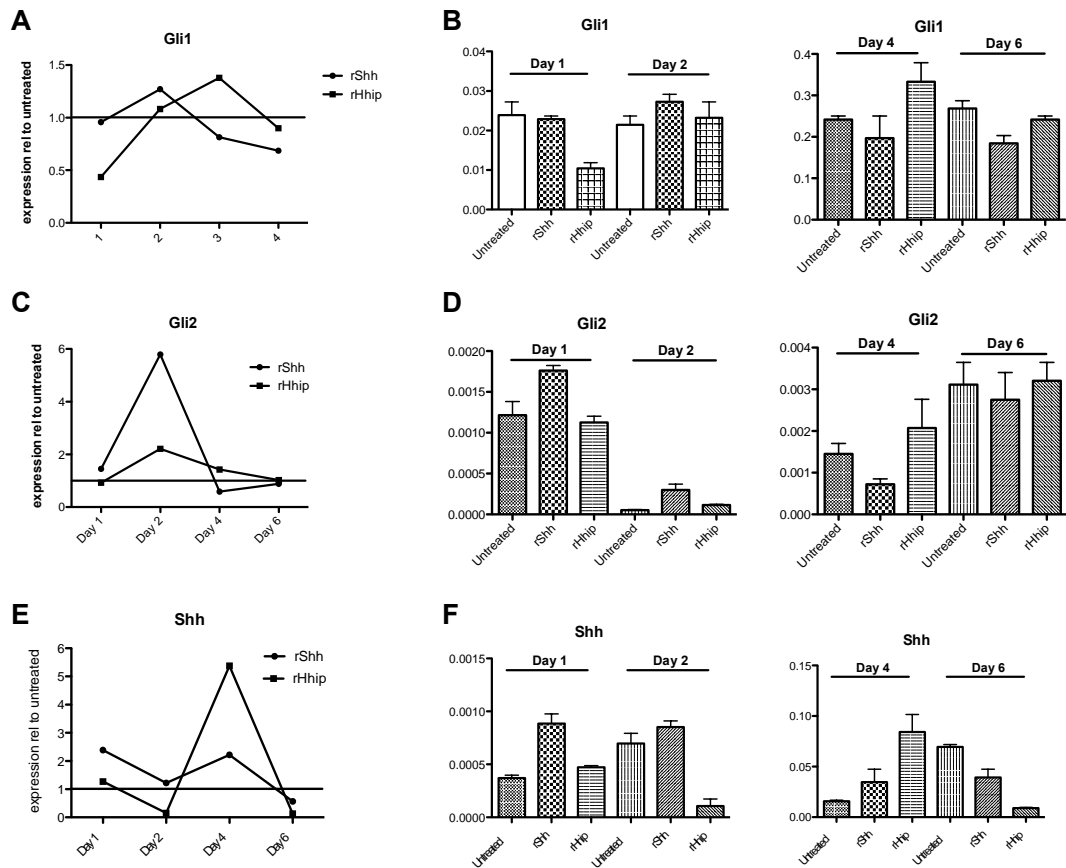 A
Gli1
expression rel to untreated
1.5
1.0
0.5
0.0
1
2
3
4
rShh
rHhip
B
Gli1
Day 1
Day 2
0.04
0.03
0.02
0.01
0.00
Untreated
rShh
rHhip
Untreated
rShh
rHhip
Gli1
Day 4
Day 6
0.4
0.3
0.2
0.1
0.0
Untreated
rShh
rHhip
Untreated
rShh
rHhip
C
Gli2
expression rel to untreated
6
4
2
0
Day 1
Day 2
Day 4
Day 6
rShh
rHhip
D
Gli2
Day 1
Day 2
0.0020
0.0015
0.0010
0.0005
0.0000
Untreated
rShh
rHhip
Untreated
rShh
rHhip
Gli2
Day 4
Day 6
0.004
0.003
0.002
0.001
0.000
Untreated
rShh
rHhip
Untreated
rShh
rHhip
E
Shh
expression rel to untreated
6
5
4
3
2
1
0
Day1
Day2
Day4
Day6
rShh
rHhip
F
Shh
Day 1
Day 2
0.0015
0.0010
0.0005
0.0000
Untreated
rShh
rHhip
Untreated
rShh
rHhip
Shh
Day 4
Day 6
0.15
0.10
0.05
0.00
Untreated
rShh
rHhip
Untreated
rShh
rHhip